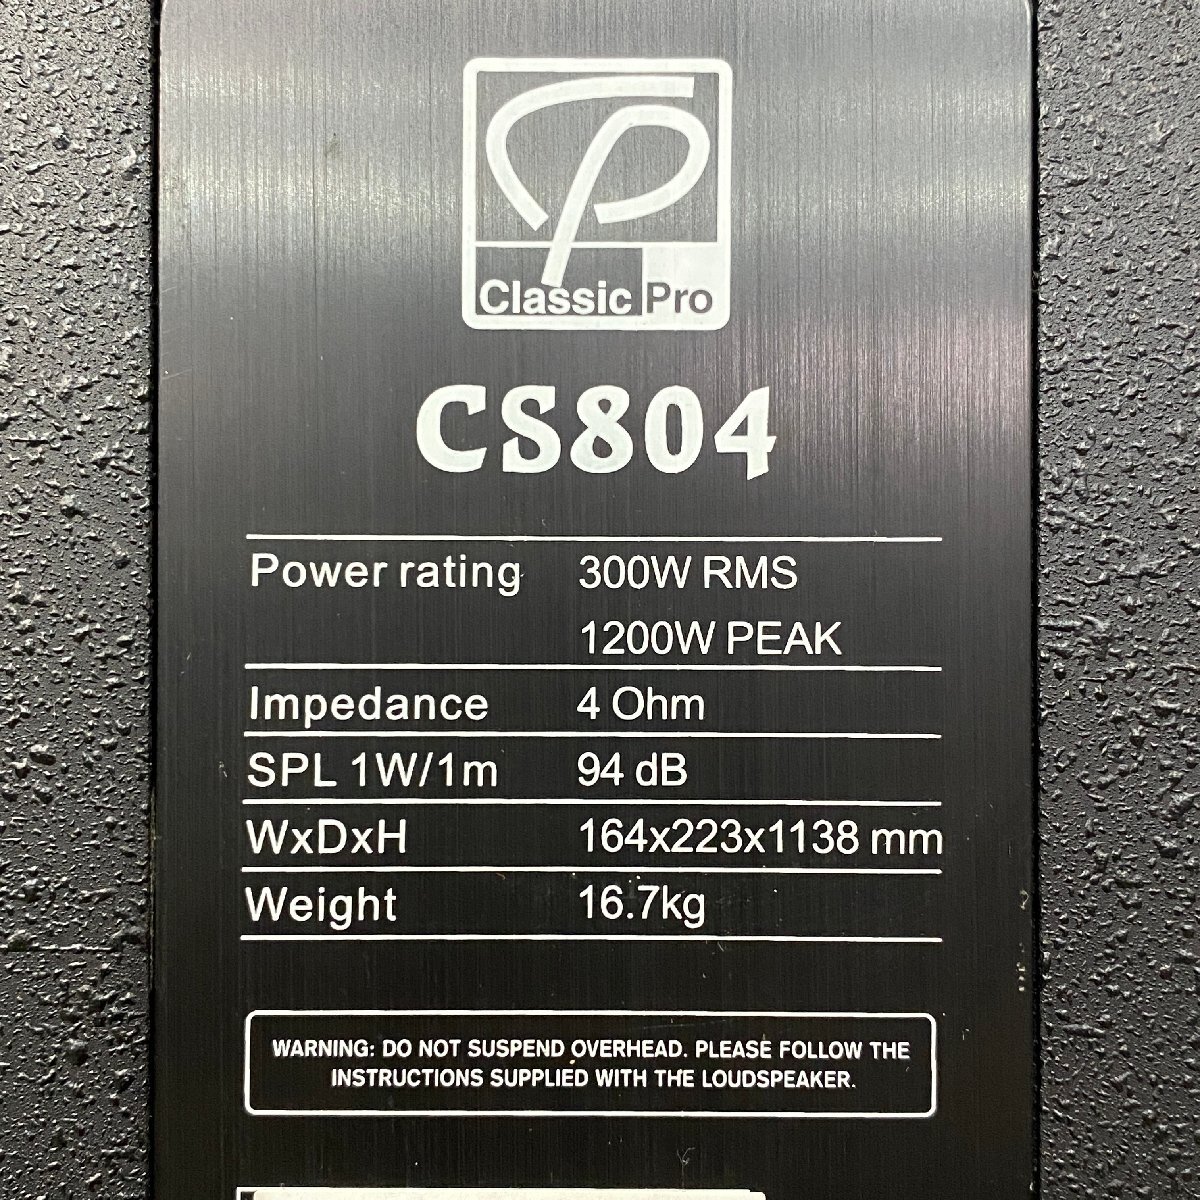 CP
Classic Pro
CS804
Power rating 300W RMS
1200W PEAK
Impedance 4 Ohm
SPL 1W/1m 94 dB
WxDxH 164x223x1138 mm
Weight 16.7kg
WARNING: DO NOT SUSPEND OVERHEAD. PLEASE FOLLOW THE
INSTRUCTIONS SUPPLIED WITH THE LOUDSPEAKER.